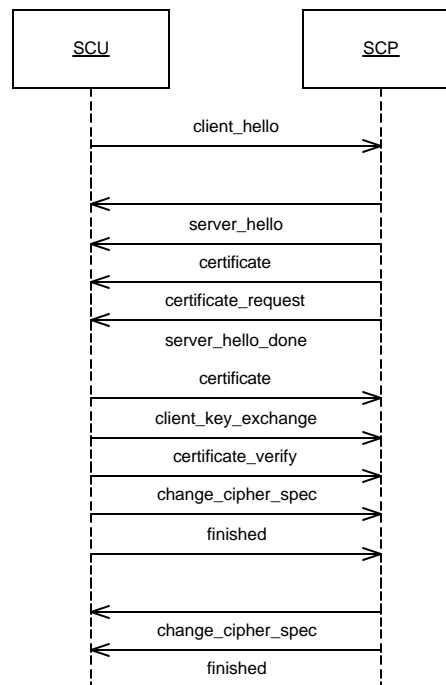 SCU
SCP
client_hello
server_hello
certificate
certificate_request
server_hello_done
certificate
client_key_exchange
certificate_verify
change_cipher_spec
finished
change_cipher_spec
finished